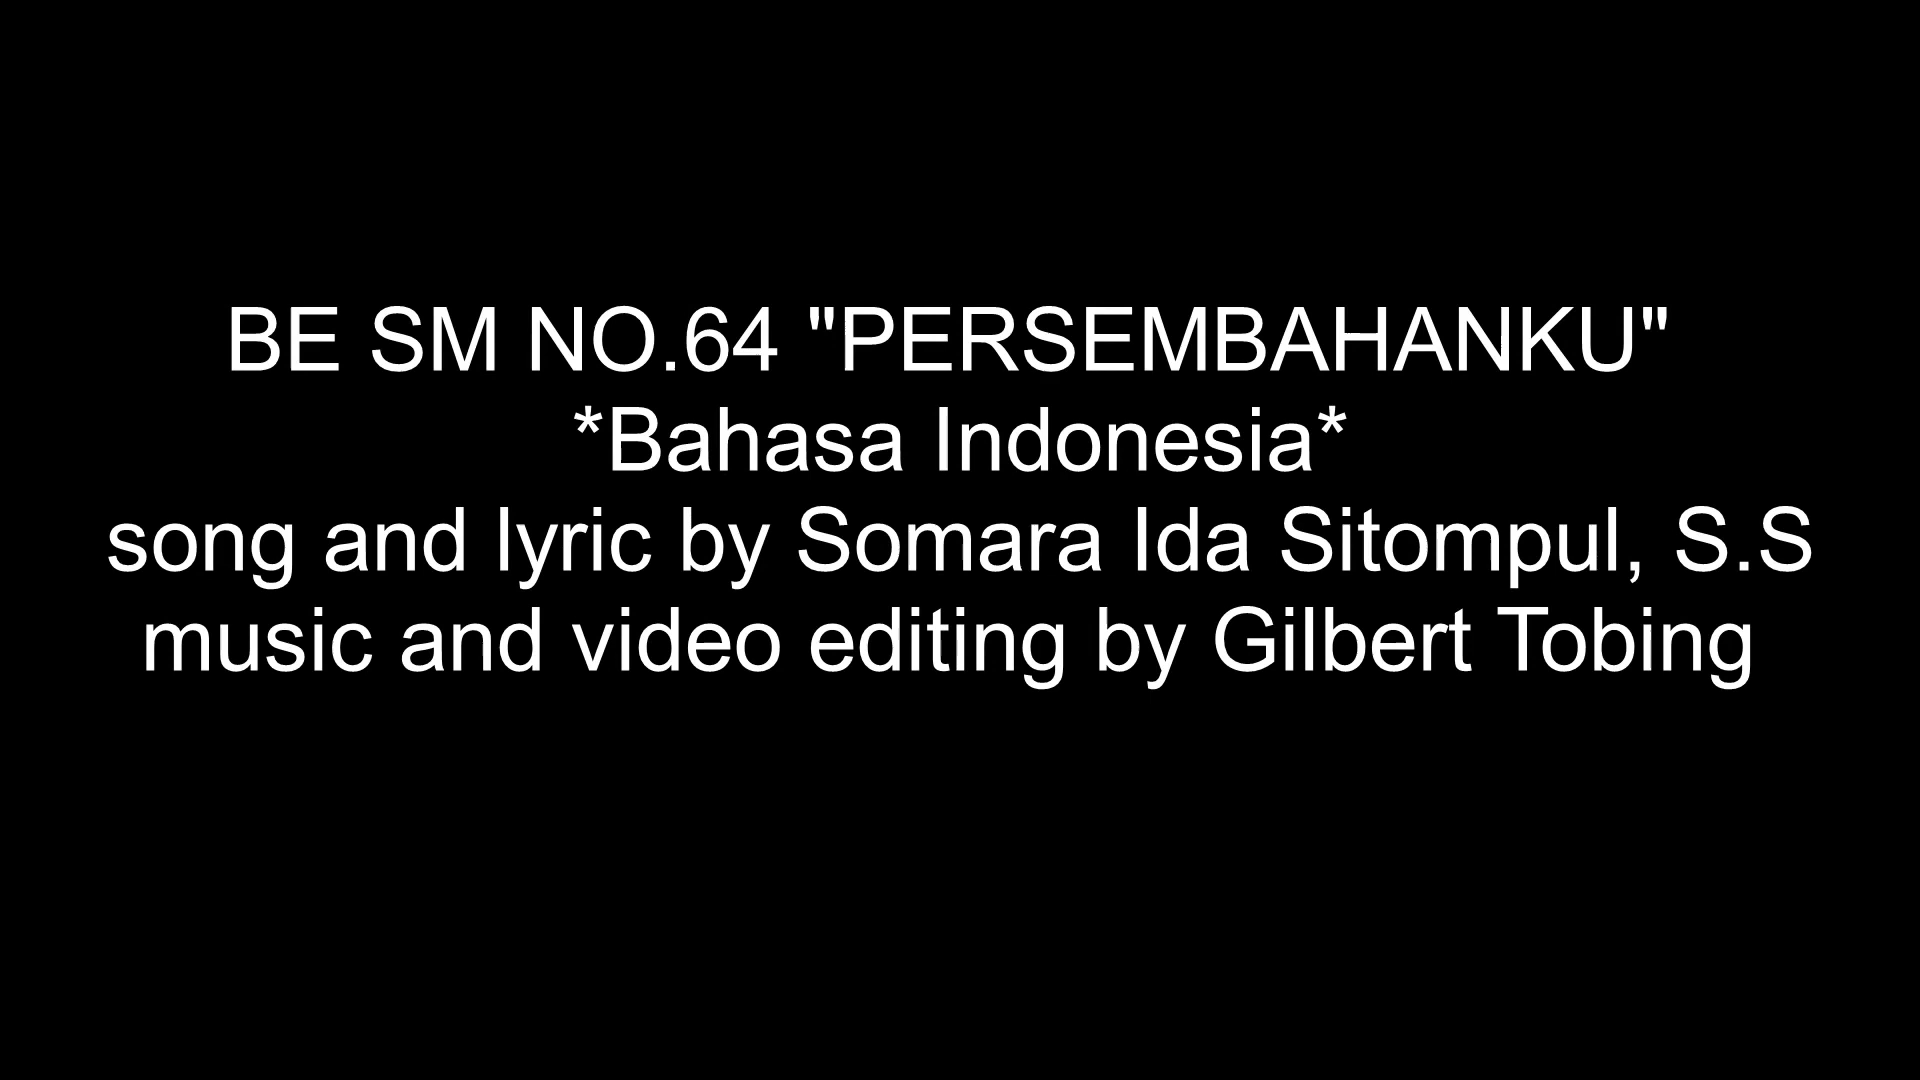 BE SM NO.64 "PERSEMBAHANKU"
*Bahasa Indonesia*
song and lyric by Somara Ida Sitompul, S.S
music and video editing by Gilbert Tobing